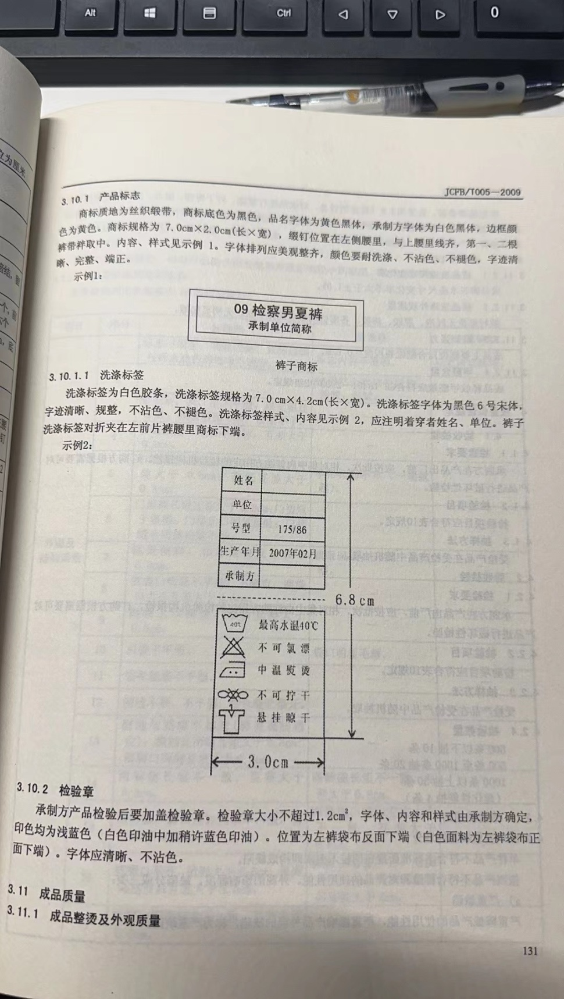 Alt
Ctrl
0
立为厘米
JCFB/T005—2009
3.10.1 产品标志
商标质地为丝织缎带，商标底色为黑色，品名字体为黄色黑体，承制方字体为白色黑体，边框颜
色为黄色。商标规格为 7.0cm×2.0cm(长×宽)，缀钉位置在左侧腰里，与上腰里线齐，第一、二根
裤带袢取中。内容、样式见示例 1。字体排列应美观整齐，颜色要耐洗涤、不沾色、不褪色，字迹清
晰、完整、端正。
示例1:
09 检察男夏裤
承制单位简称
裤子商标
3.10.1.1 洗涤标签
洗涤标签为白色胶条，洗涤标签规格为 7.0 cm×4.2cm(长×宽)。洗涤标签字体为黑色 6 号宋体，
字迹清晰、规整，不沾色、不褪色。洗涤标签样式、内容见示例 2，应注明着穿者姓名、单位。裤子
洗涤标签对折夹在左前片裤腰里商标下端。
示例2:
姓名
单位
号型 175/86
生产年月 2007年02月
承制方
6.8cm
40℃ 最高水温40℃
不可氯漂
中温熨烫
不可拧干
悬挂晾干
3.0cm
3.10.2 检验章
承制方产品检验后要加盖检验章。检验章大小不超过1.2cm²，字体、内容和样式由承制方确定，
印色均为浅蓝色（白色印油中加稍许蓝色印油）。位置为左裤袋布反面下端（白色面料为左裤袋布正
面下端）。字体应清晰、不沾色。
3.11 成品质量
3.11.1 成品整烫及外观质量
131